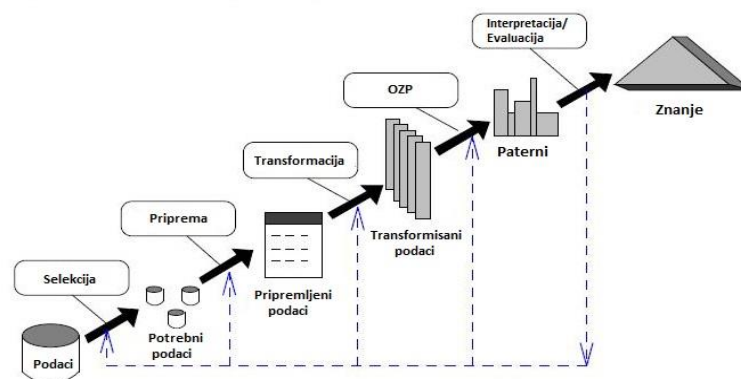 Interpretacija/
Evaluacija
Znanje
OZP
Paterni
Transformacija
Transformisani
podaci
Priprema
Pripremljeni
podaci
Selekcija
Potrebni
podaci
Podaci